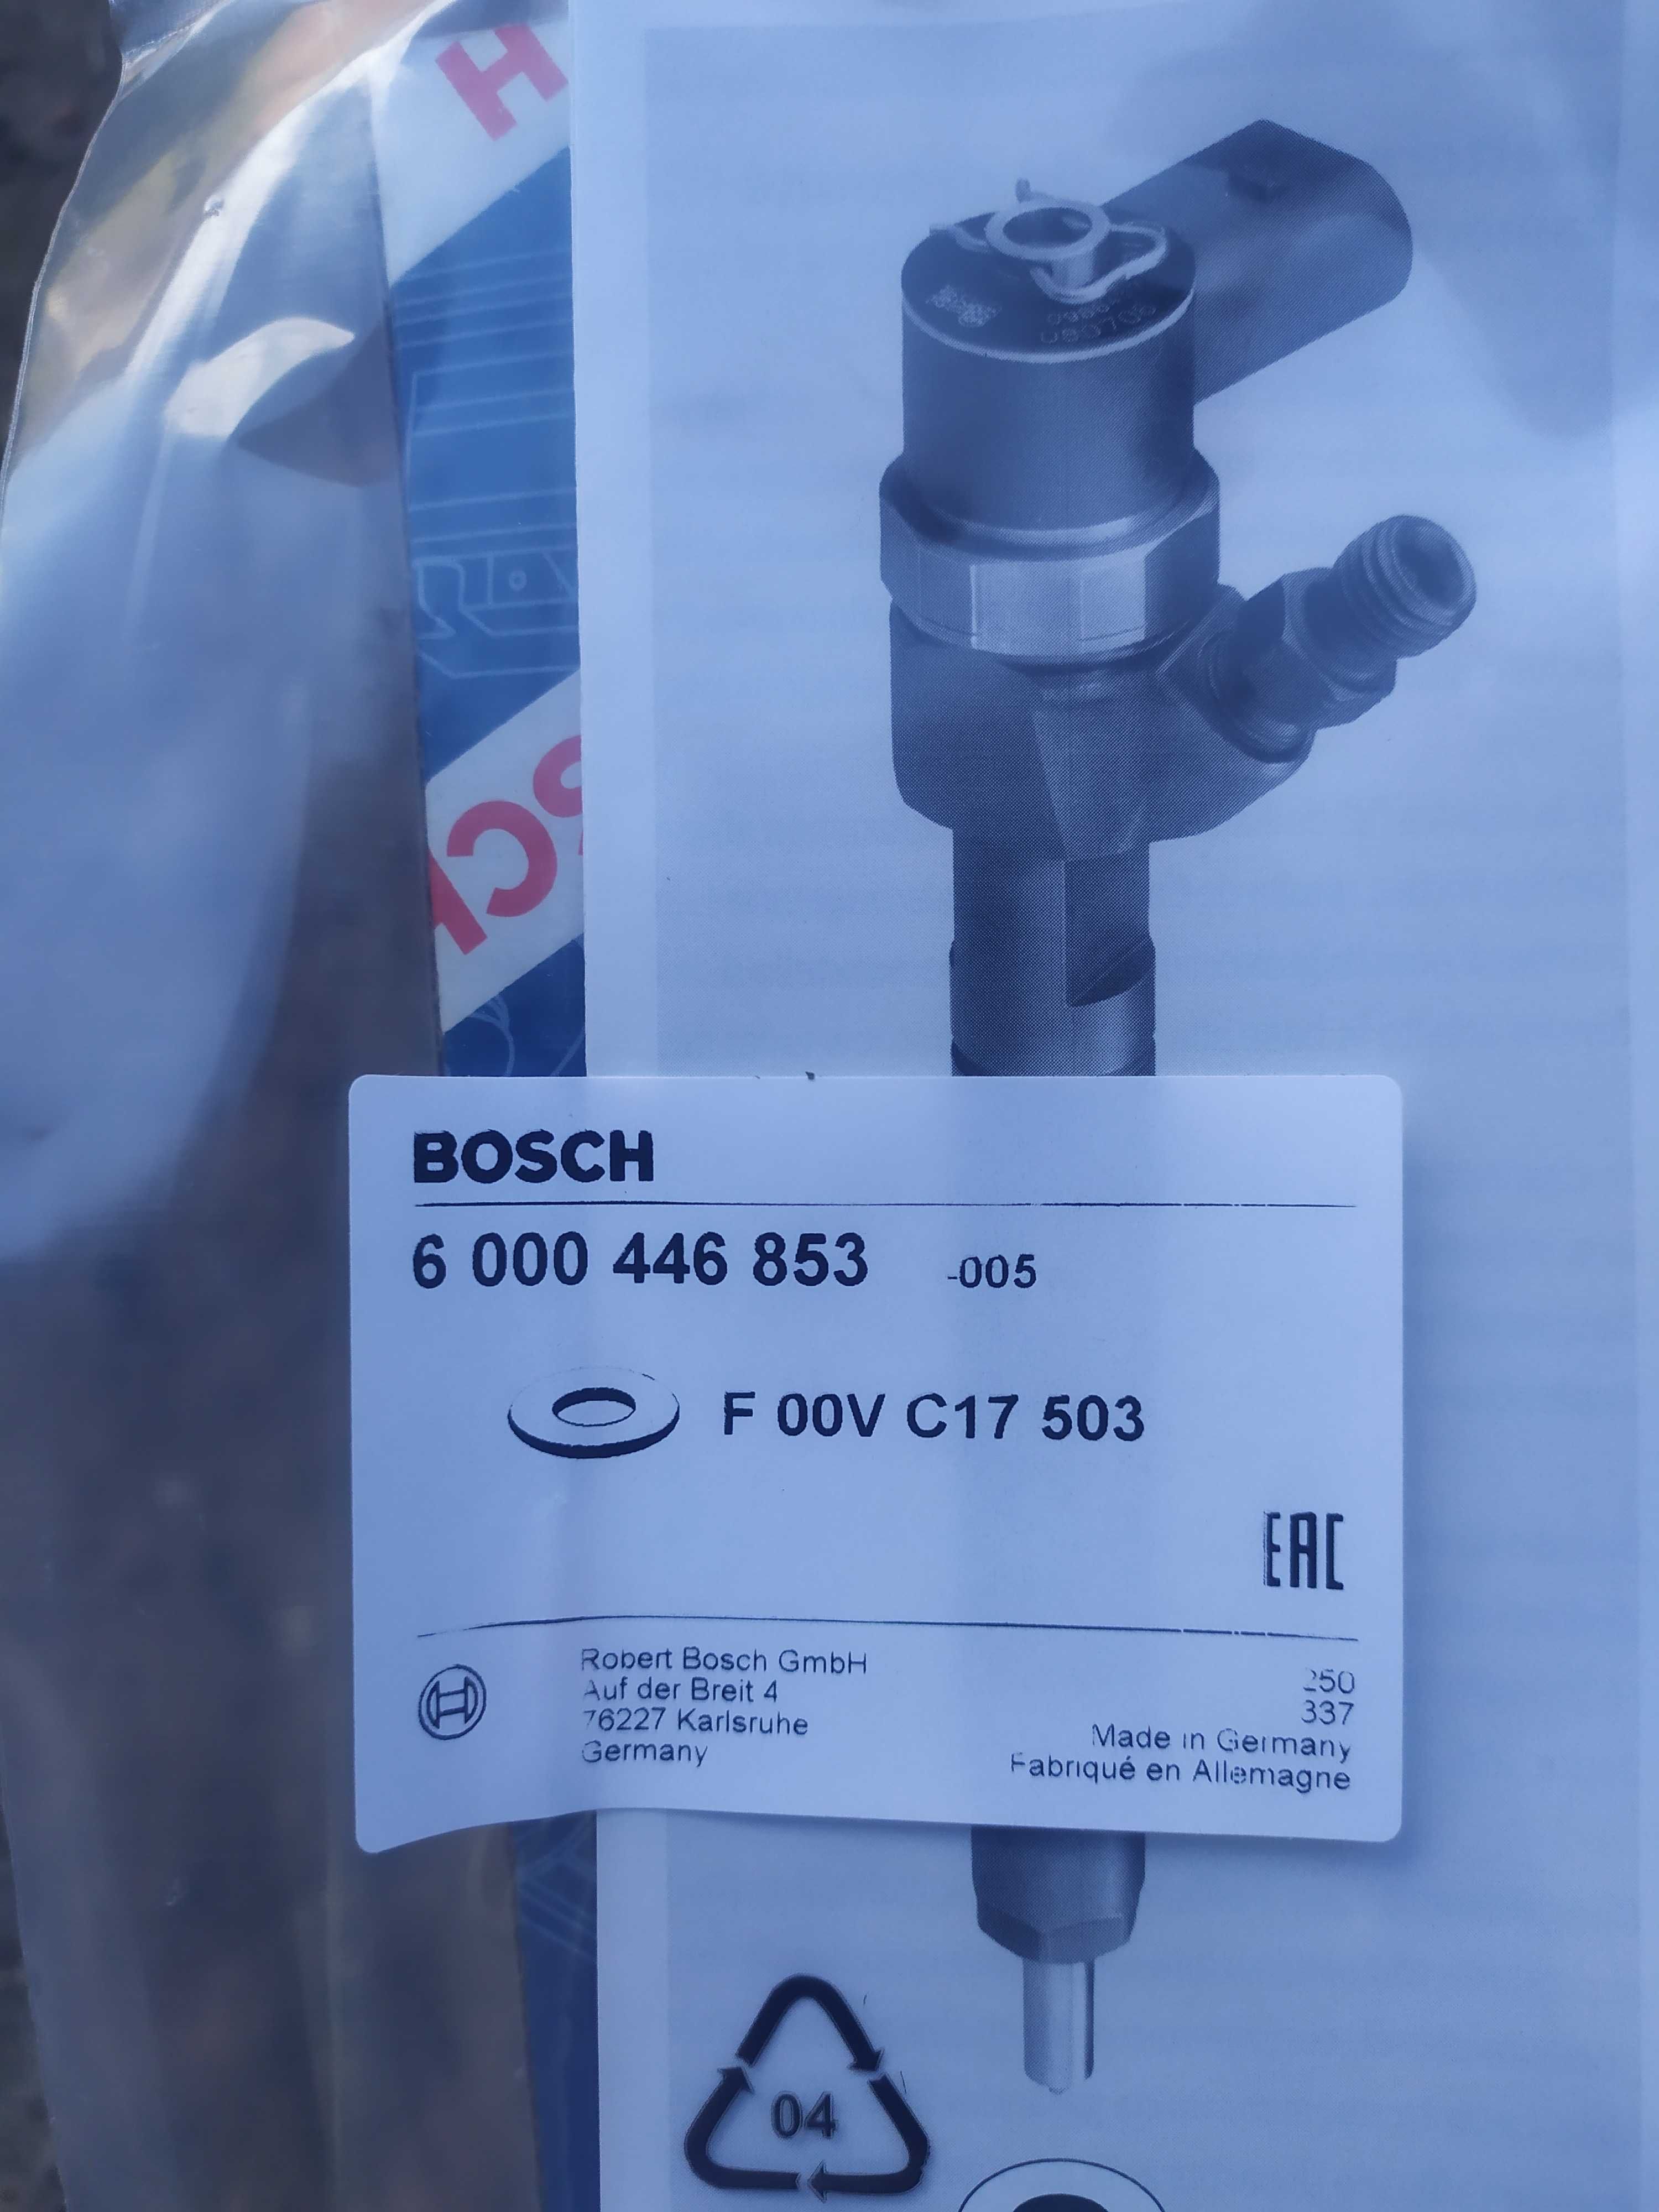 H
SCH
BOSCH
6 000 446 853 -005
F 00V C17 503
EAC
Robert Bosch GmbH
Auf der Breit 4
76227 Karlsruhe
Germany
250
337
Made in Germany
Fabriqué en Allemagne
04